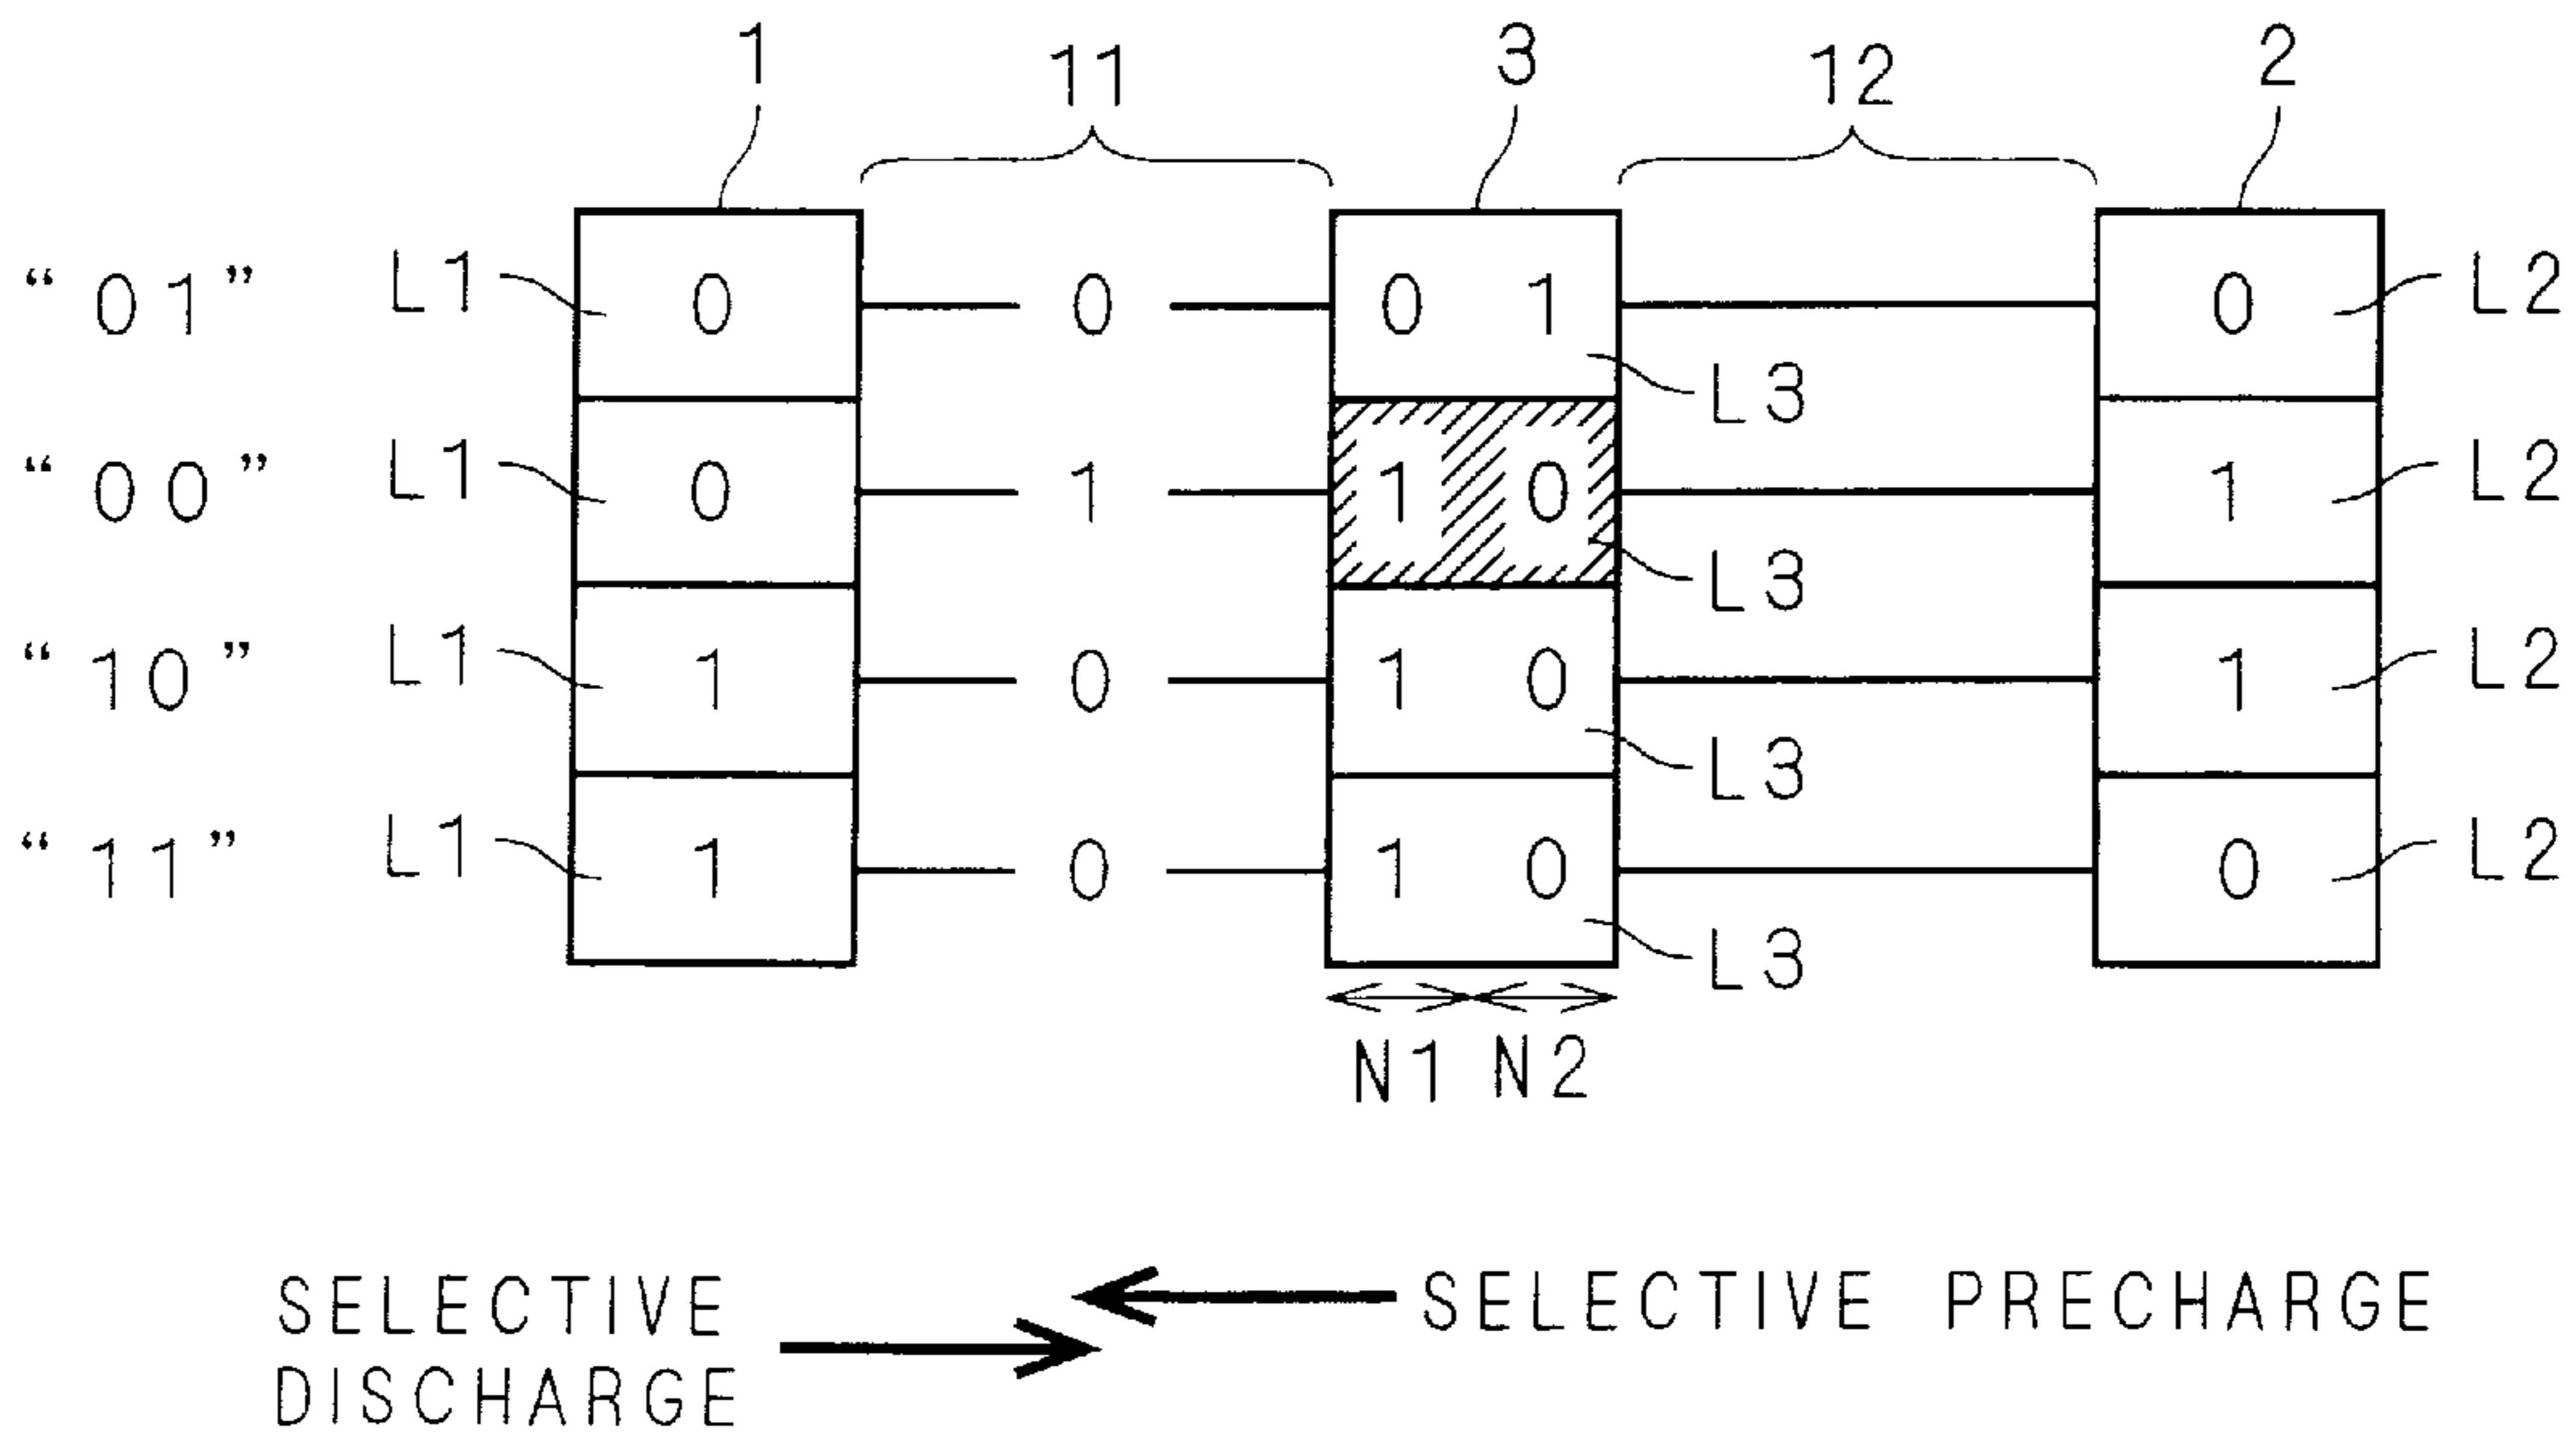 1 11 3 12 2
“01” L1 0 0 0 1 0 L2
L3
“00” L1 0 1 1 0 1 L2
L3
“10” L1 1 0 1 0 1 L2
L3
“11” L1 1 0 1 0 0 L2
L3
N1 N2
SELECTIVE DISCHARGE
SELECTIVE PRECHARGE